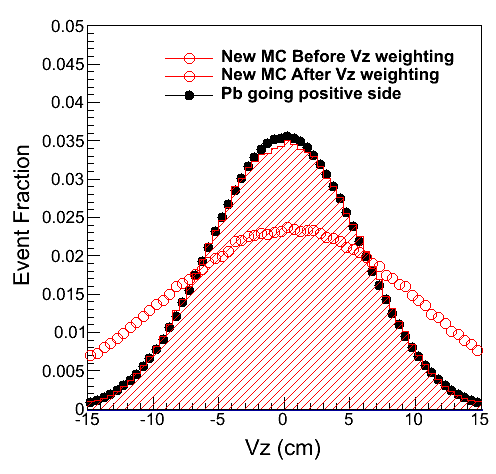 0.05
0.045
0.04
0.035
0.03
0.025
0.02
0.015
0.01
0.005
0
Event Fraction
New MC Before Vz weighting
New MC After Vz weighting
Pb going positive side
-15 -10 -5 0 5 10 15
Vz (cm)